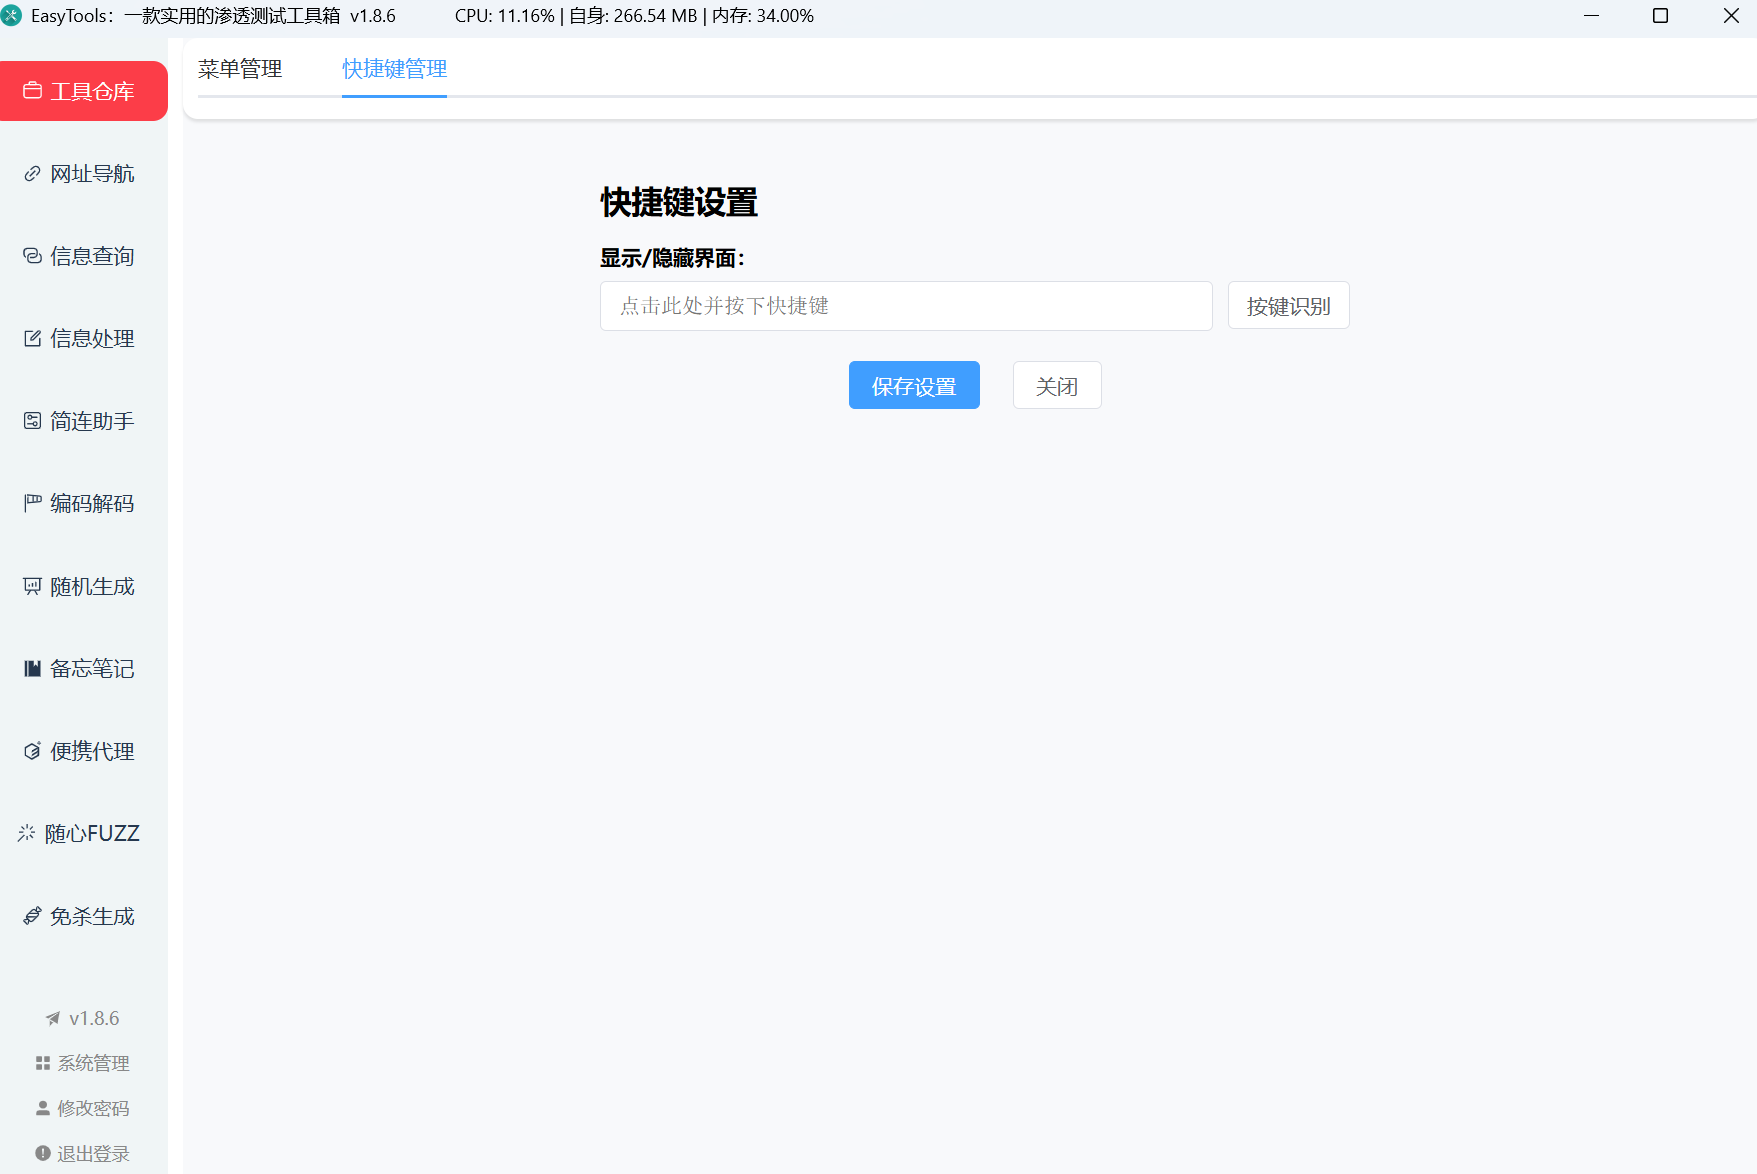 EasyTools：一款实用的渗透测试工具箱 v1.8.6 CPU: 11.16% | 自身: 266.54 MB | 内存: 34.00%
菜单管理 快捷键管理
工具仓库
网址导航
信息查询
信息处理
简连助手
编码解码
随机生成
备忘笔记
便携代理
随心FUZZ
免杀生成
v1.8.6
系统管理
修改密码
退出登录
快捷键设置
显示/隐藏界面：
点击此处并按下快捷键 按键识别
保存设置 关闭